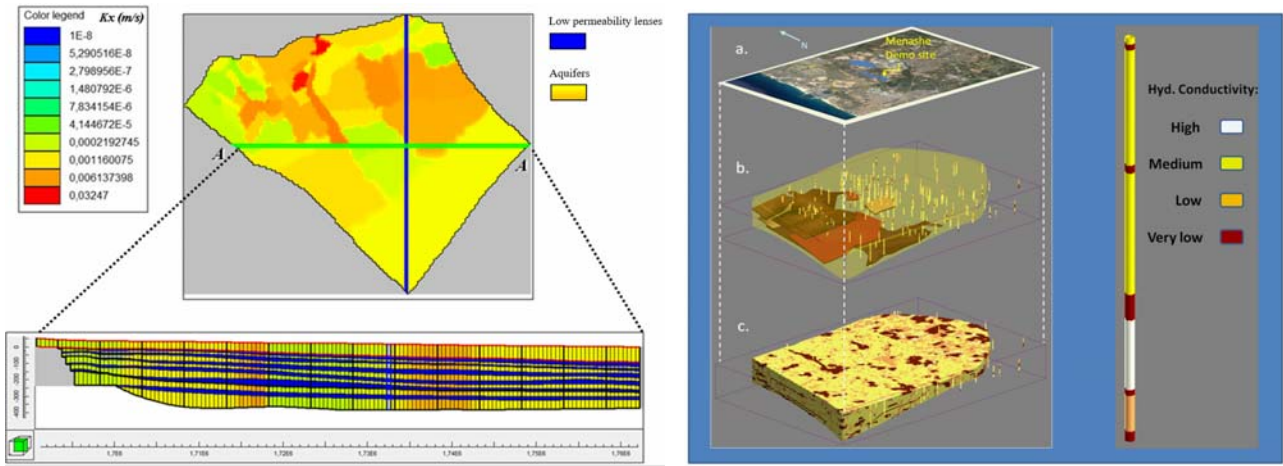 Color legend Kx (m/s)
1E-8
5,290516E-8
2,798956E-7
1,480792E-6
7,834154E-6
4,144672E-5
0,0002192745
0,001160075
0,006137398
0,03247
Low permeability lenses
Aquifers
A
A
0
-100
-200
-300
-400
a.
N
Menashe
Demo site
b.
c.
Hyd. Conductivity:
High
Medium
Low
Very low